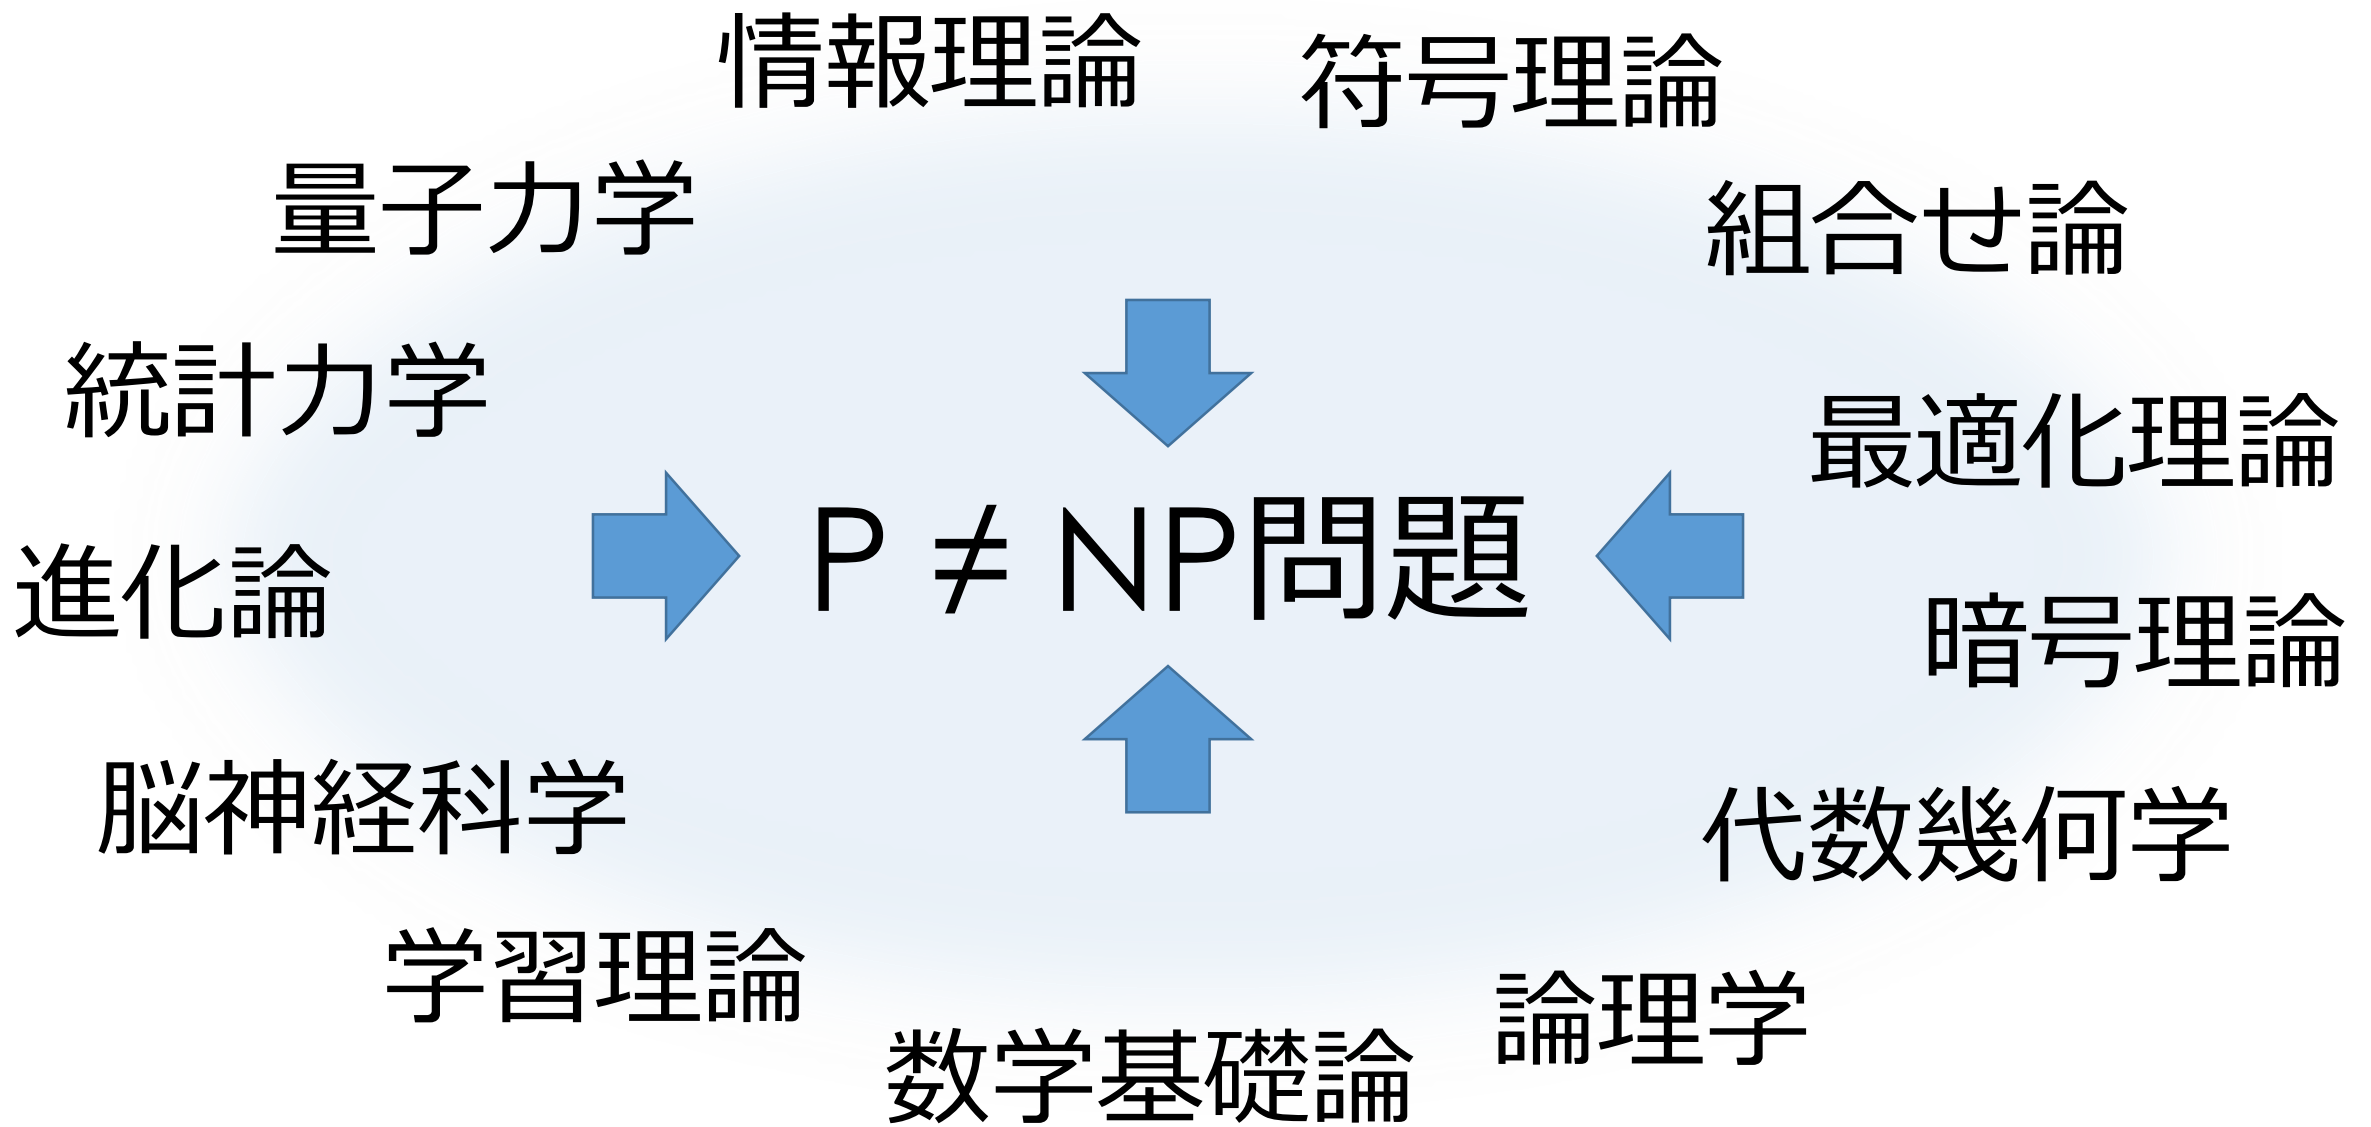 情報理論
符号理論
量子力学
組合せ論
統計力学
最適化理論
P ≠ NP問題
進化論
暗号理論
脳神経科学
代数幾何学
学習理論
論理学
数学基礎論